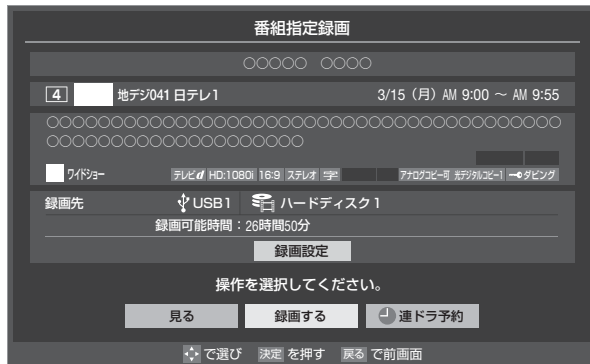 番組指定録画
○○○○○ ○○○○
4 地デジ041 日テレ1 3/15（月）AM 9:00 ～ AM 9:55
○○○○○○○○○○○○○○○○○○○○○○○○○○○○○○○○○○○○○○○○
○○○○○○○○○○○○○○○○○○○○
ワイドショー テレビd HD:1080i 16:9 ステレオ 字 アナログコピー可 光デジタルコピー1 ダビング
録画先 USB1 ハードディスク1
録画可能時間：26時間50分
録画設定
操作を選択してください。
見る 録画する 連ドラ予約
で選び 決定 を押す 戻る で前画面